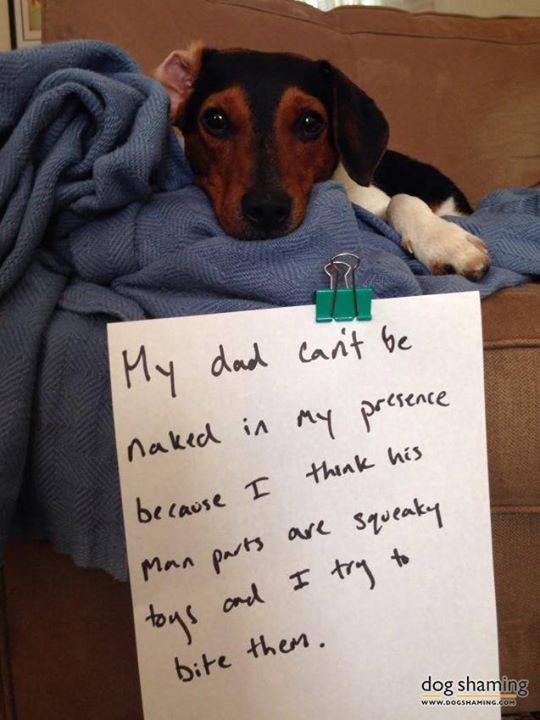 My dad can't be
naked in my presence
because I think his
man parts are squeaky
toys and I try to
bite them.
dog shaming
WWW.DOGSHAMING.COM